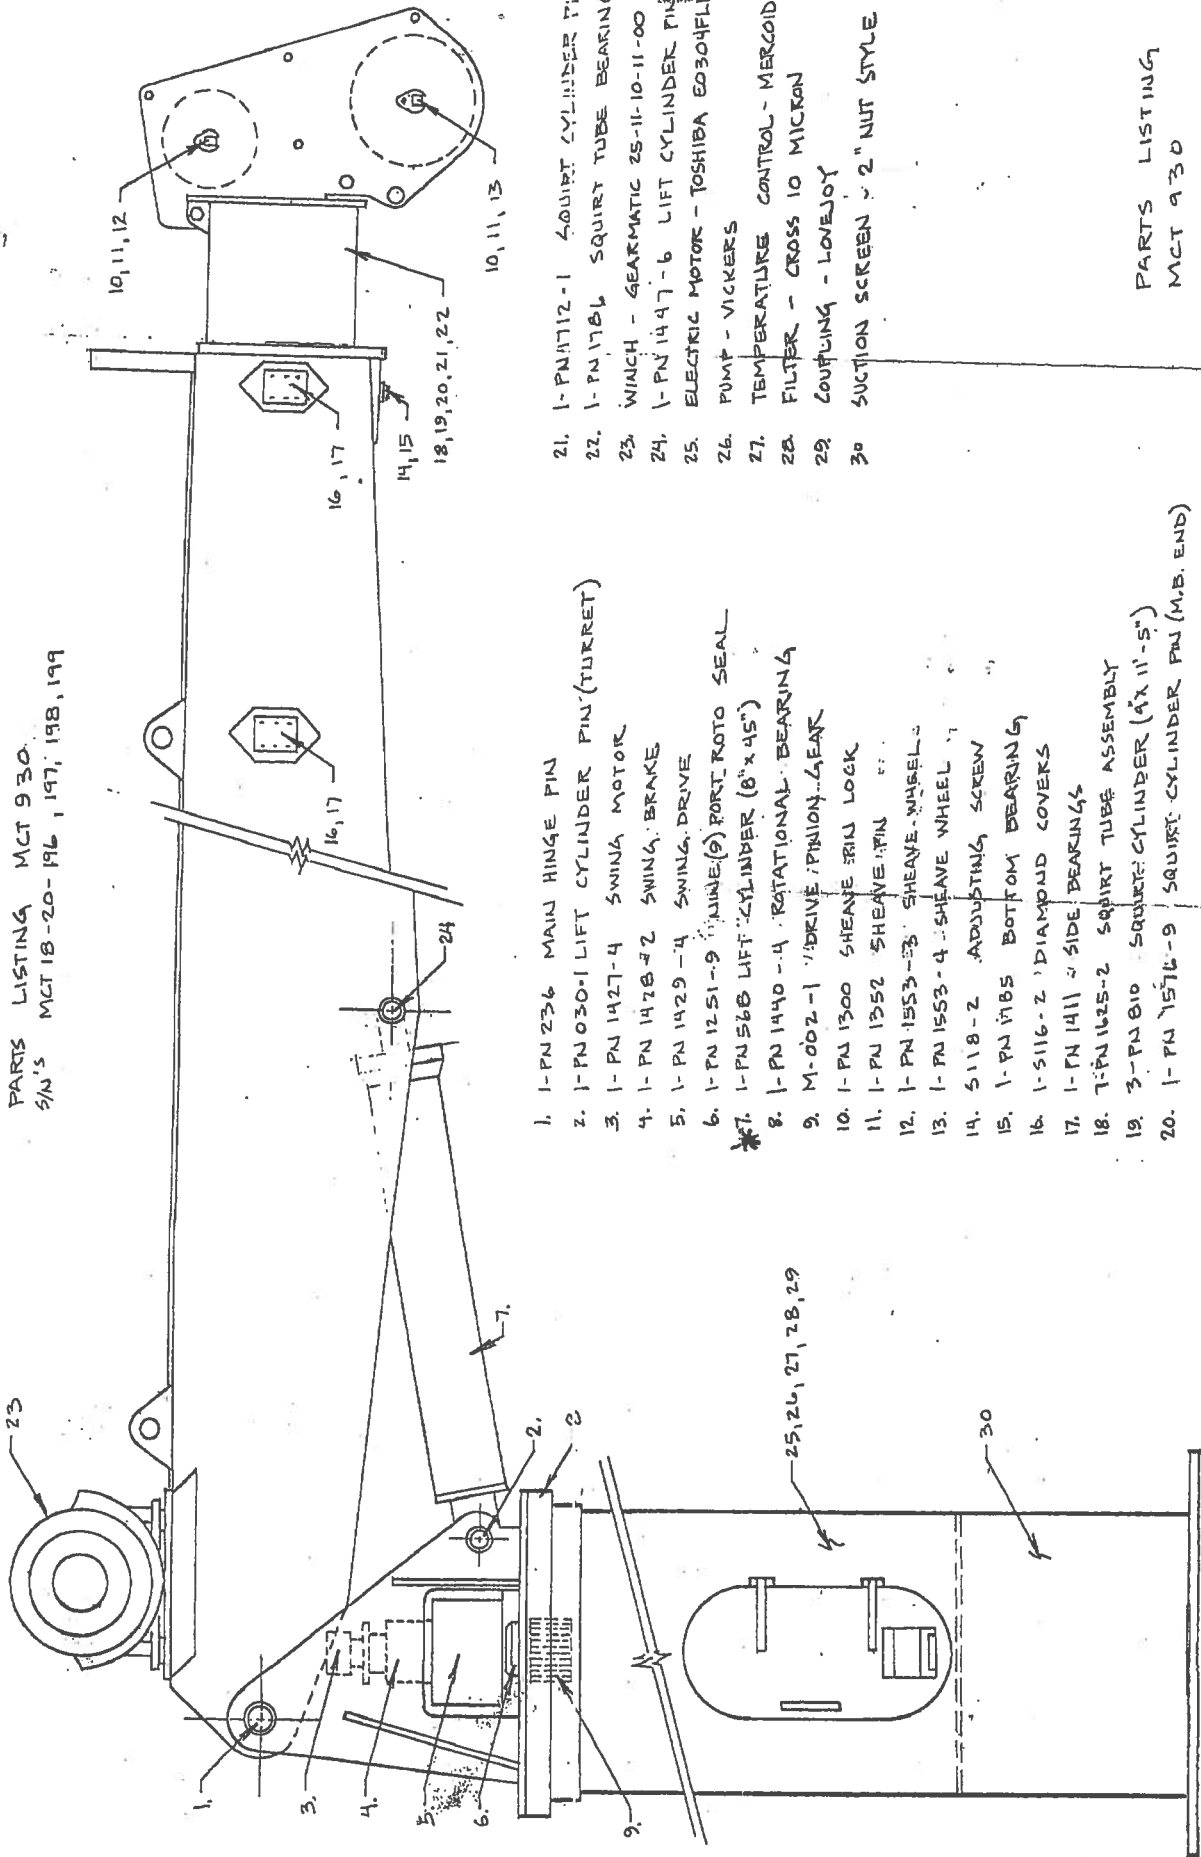 PARTS LISTING MCT 930
S/N'S MCT 18-20-196, 197, 198, 199
1. 1-PN 236 MAIN HINGE PIN
2. 1-PN 030-1 LIFT CYLINDER PIN (TURRET)
3. 1-PN 1427-4 SWING MOTOR
4. 1-PN 1428-2 SWING BRAKE
5. 1-PN 1429-4 SWING DRIVE
6. 1-PN 1251-9 NINE (9) PORT ROTO SEAL
*7. 1-PN 568 LIFT CYLINDER (8" x 45")
8. 1-PN 1440-4 ROTATIONAL BEARING
9. M-002-1 DRIVE PINION GEAR
10. 1-PN 1300 SHEAVE PIN LOCK
11. 1-PN 1352 SHEAVE PIN
12. 1-PN 1553-3 SHEAVE WHEEL
13. 1-PN 1553-4 SHEAVE WHEEL
14. 5118-2 ADJUSTING SCREW
15. 1-PN 1785 BOTTOM BEARING
16. 1-5116-2 DIAMOND COVERS
17. 1-PN 1411 SIDE BEARINGS
18. PN 1625-2 SQUIRT TUBE ASSEMBLY
19. 3-PN 810 SQUIRT CYLINDER (4" x 11'-5")
20. 1-PN 1576-9 SQUIRT CYLINDER PIN (M.B. END)
21. 1-PN 1712-1 SQUIRT CYLINDER
22. 1-PN 1786 SQUIRT TUBE BEARING
23. WINCH - GEARMATIC 25-11-10-11-00
24. 1-PN 1447-6 LIFT CYLINDER PIN
25. ELECTRIC MOTOR - TOSHIBA
26. PUMP - VICKERS
27. TEMPERATURE CONTROL - MERCOID
28. FILTER - CROSS 10 MICRON
29. COUPLING - LOVEJOY
30 SUCTION SCREEN - 2" NUT STYLE
PARTS LISTING
MCT 930
23
1.
3.
4.
5.
6.
9.
2.
2
7.
24
16, 17
16, 17
14, 15
18, 19, 20, 21, 22
10, 11, 12
10, 11, 13
25, 26, 27, 28, 29
30